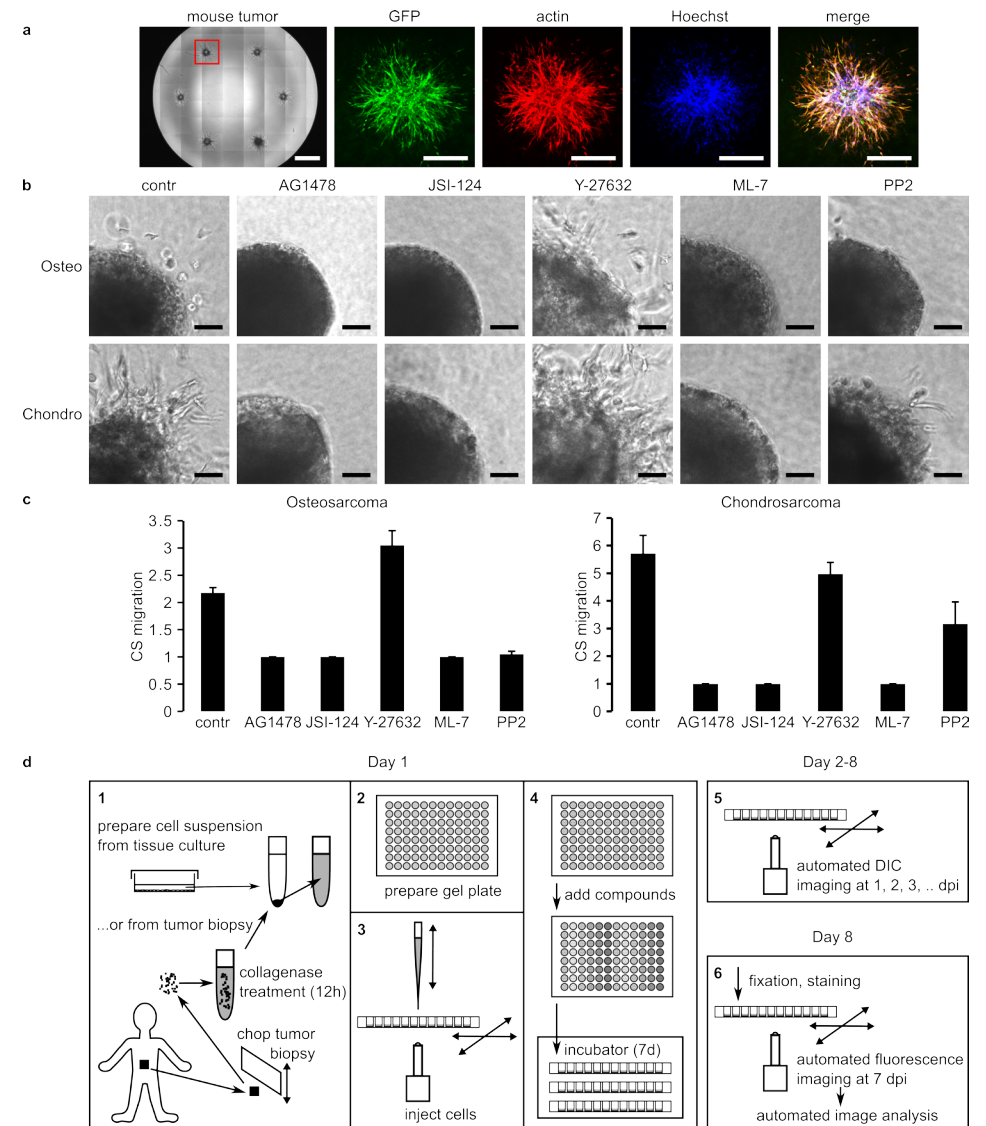 a
mouse tumor GFP actin Hoechst merge
b
contr AG1478 JSI-124 Y-27632 ML-7 PP2
Osteo
Chondro
c
Osteosarcoma
CS migration
3.5
3
2.5
2
1.5
1
0.5
0
contr AG1478 JSI-124 Y-27632 ML-7 PP2
Chondrosarcoma
CS migration
7
6
5
4
3
2
1
0
contr AG1478 JSI-124 Y-27632 ML-7 PP2
d
Day 1
1
prepare cell suspension
from tissue culture
...or from tumor biopsy
collagenase
treatment (12h)
chop tumor
biopsy
2
prepare gel plate
3
inject cells
4
add compounds
incubator (7d)
Day 2-8
5
automated DIC
imaging at 1, 2, 3, .. dpi
Day 8
6
fixation, staining
automated fluorescence
imaging at 7 dpi
automated image analysis